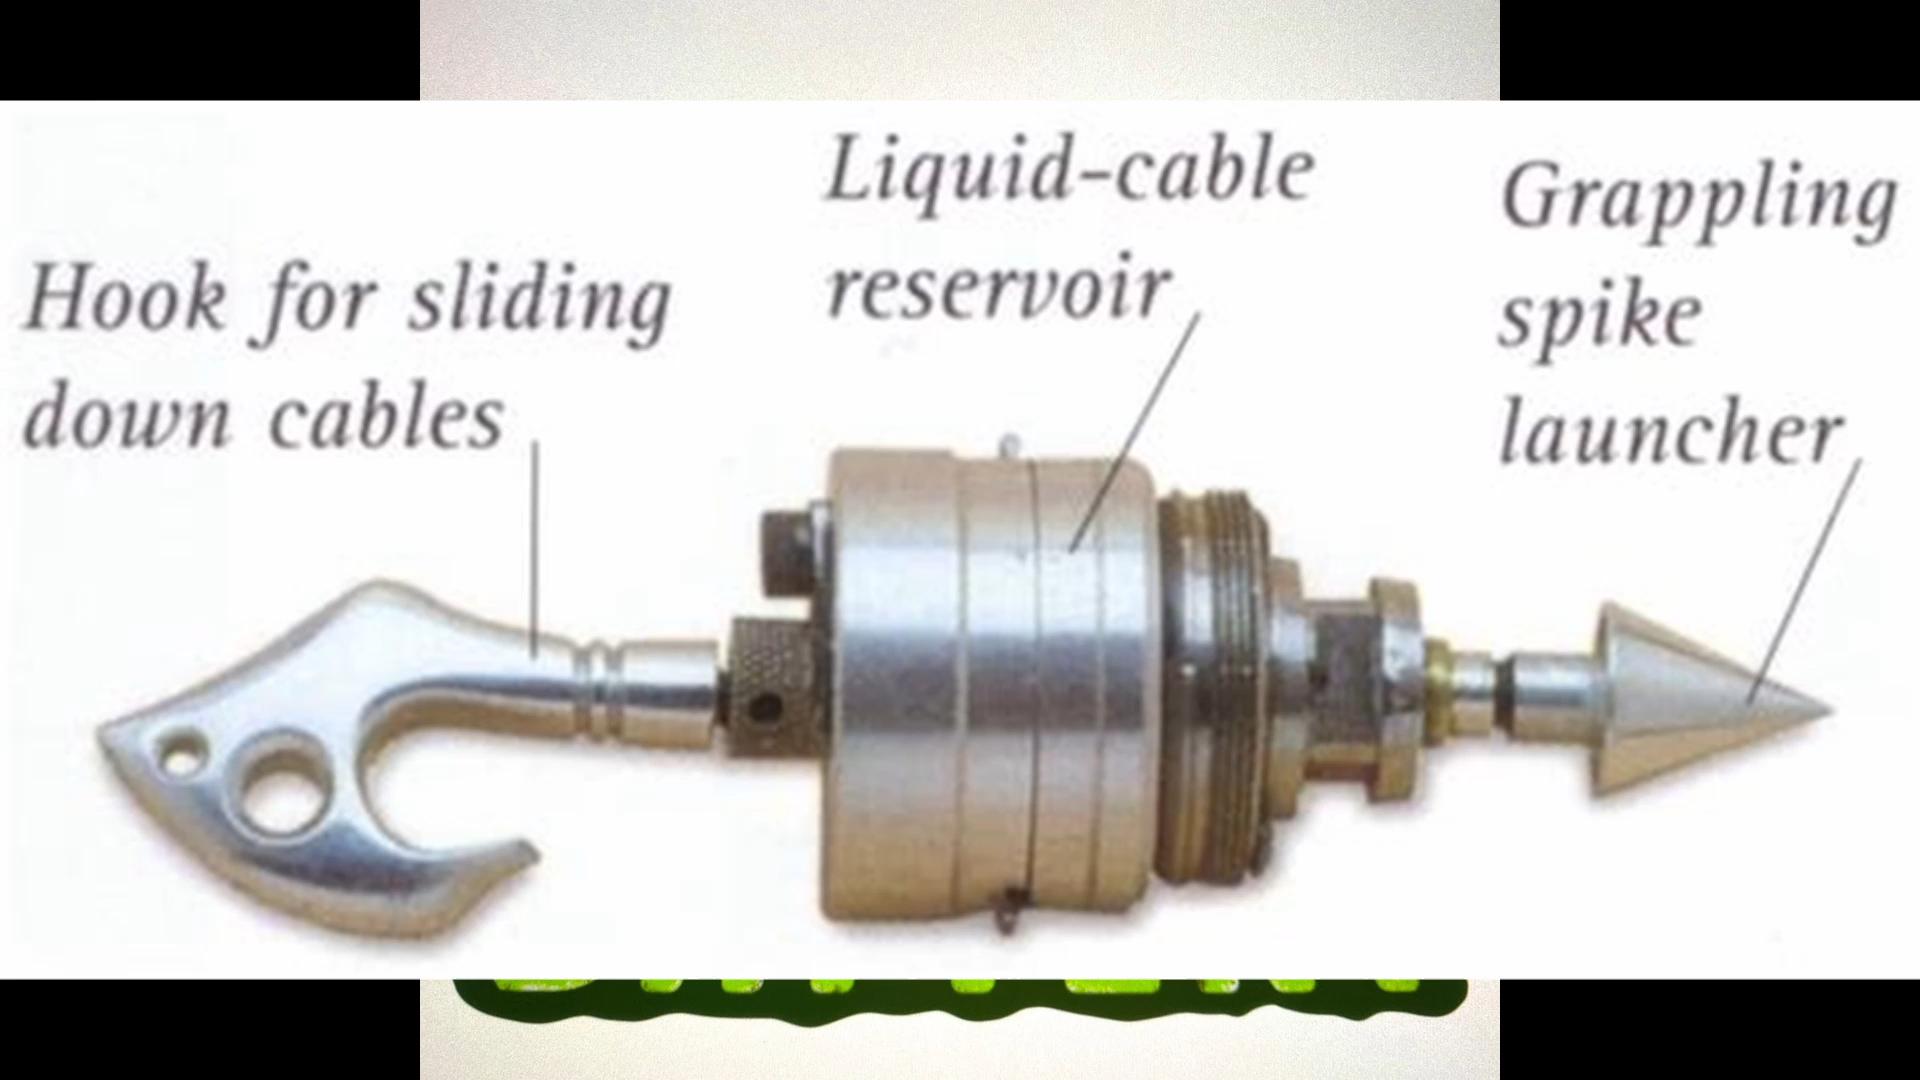 Hook for sliding
down cables
Liquid-cable
reservoir
Grappling
spike
launcher